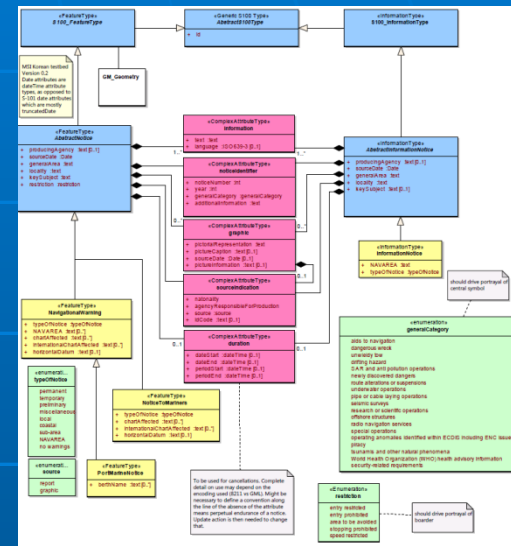 «FeatureType»
S100_FeatureType
«Generic S100 Type»
AbstractS100Type
+ id
«InformationType»
S100_InformationType
MSI Korean testbed
Version 0.2
Date attributes are
dateTime attribute
types, as opposed to
S-101 date attributes
which are mostly
truncatedDate
GM_Geometry
«FeatureType»
AbstractNotice
+ producingAgency :text [0..1]
+ sourceDate :Date
+ generalArea :text
+ locality :text
+ keySubject :text
+ restriction :restriction
«ComplexAttributeType»
information
+ text :text
+ language :ISO639-3 [0..1]
«ComplexAttributeType»
noticeIdentifier
+ noticeNumber :int
+ year :int
+ generalCategory :generalCategory
+ additionalInformation :text
«ComplexAttributeType»
graphic
+ pictorialRepresentation :text
+ pictureCaption :text [0..1]
+ sourceDate :Date [0..1]
+ pictureInformation :text [0..1]
«ComplexAttributeType»
sourceIndication
+ nationality
+ agencyResponsibleForProduction
+ source :source
+ idCode :text [0..1]
«ComplexAttributeType»
duration
+ dateStart :dateTime [0..1]
+ dateEnd :dateTime [0..1]
+ periodStart :dateTime [0..1]
+ periodEnd :dateTime [0..1]
«InformationType»
AbstractInformationNotice
+ producingAgency :text [0..1]
+ sourceDate :Date
+ generalArea :text
+ locality :text
+ keySubject :text [0..1]
1..*
1..*
0..*
0..*
0..1
0..1
«InformationType»
InformationNotice
+ NAVAREA :text
+ typeOfNotice :typeOfNotice
should drive portrayal of
central symbol
«enumeration»
generalCategory
aids to navigation
dangerous wreck
unwieldy tow
drifting hazard
SAR and anti pollution operations
newly discovered dangers
route alterations or suspensions
underwater operations
pipe or cable laying operations
seismic surveys
research or scientific operations
offshore structures
radio navigation services
special operations
operating anomalies identified within ECDIS including ENC issues
piracy
tsunamis and other natural phenomena
World Health Organization (WHO) health advisory information
security-related requirements
«FeatureType»
NavigationalWarning
+ typeOfNotice :typeOfNotice
+ NAVAREA :text [0..*]
+ chartAffected :text [0..*]
+ internationalChartAffected :text [0..*]
+ horizontalDatum :text [0..1]
«enumerati...
typeOfNotice
permanent
temporary
preliminary
miscellaneous
local
coastal
sub-area
NAVAREA
no warnings
«FeatureType»
NoticeToMariners
+ typeOfNotice :typeOfNotice
+ chartAffected :text [0..*]
+ internationalChartAffected :text [0..*]
+ horizontalDatum :text [0..1]
«enumerati...
source
report
graphic
«FeatureType»
PortMarineNotice
+ berthName :text [0..*]
To be used for cancellations. Complete
detail on use may depend on the
encoding used (8211 vs GML). Might be
necessary to define a convention along
the line of the absence of the attribute
means perpetual endurance of a notice.
Update action is then needed to change
that.
«Enumeration»
restriction
entry restricted
entry prohibited
area to be avoided
stopping prohibited
speed restricted
should drive portrayal of
boarder